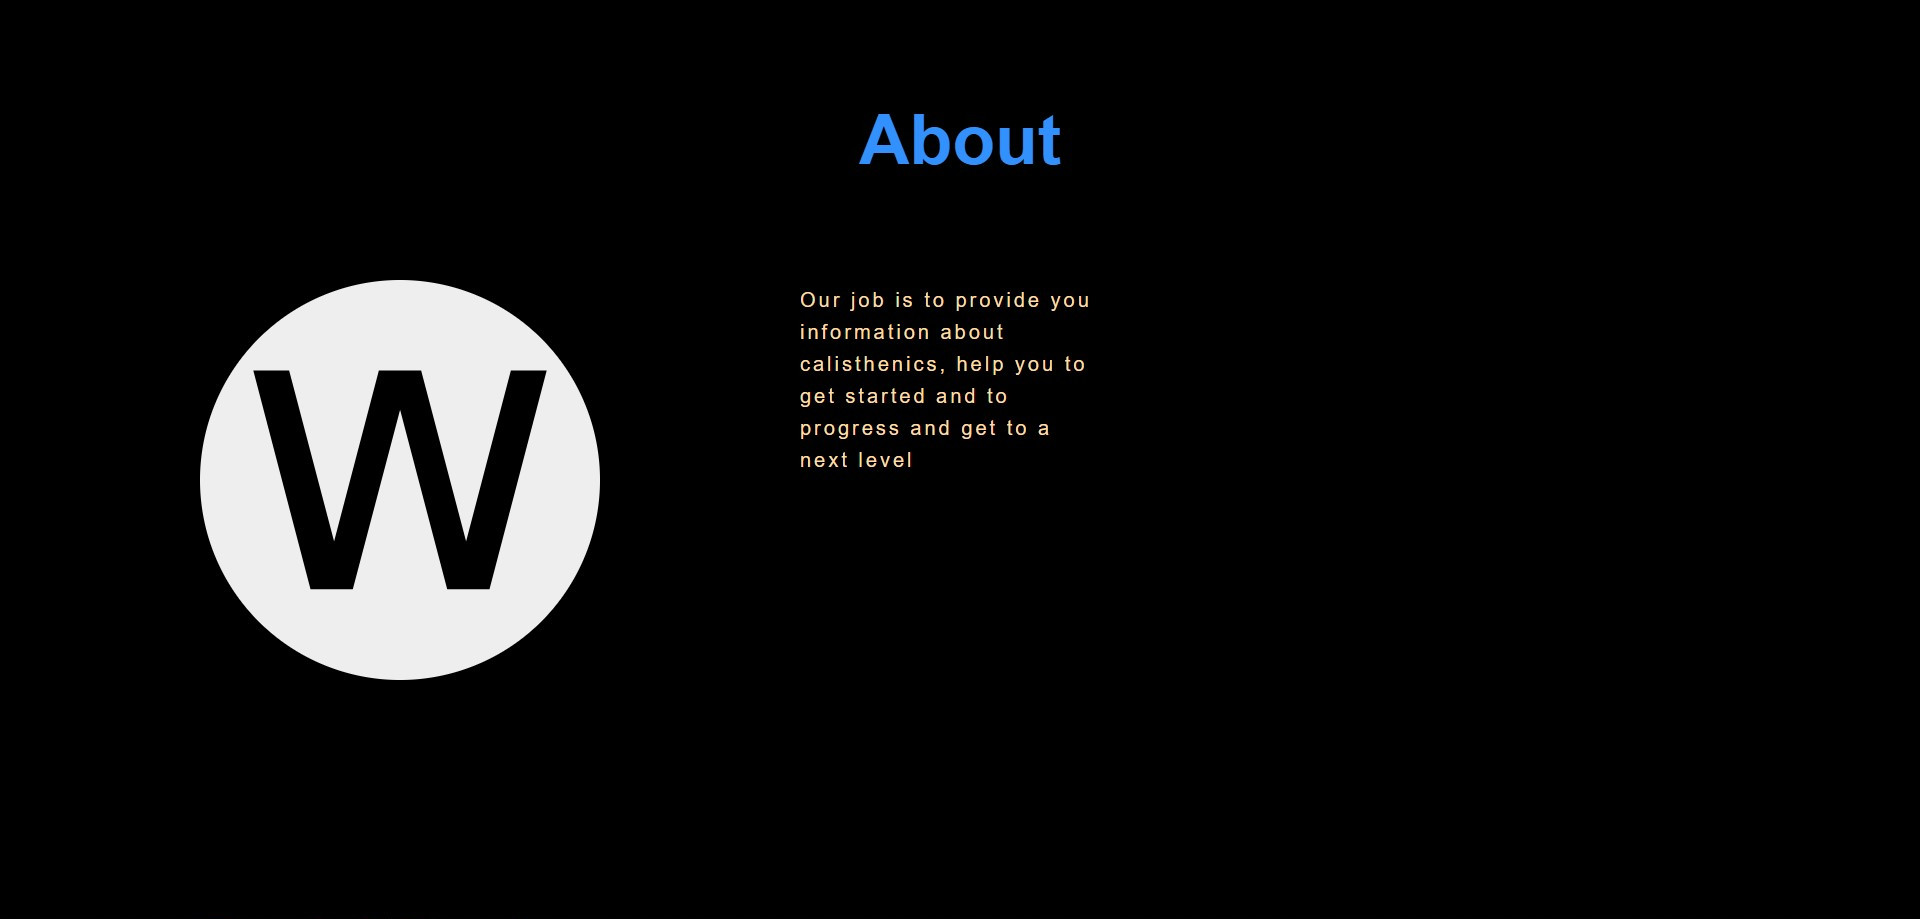 About
W
Our job is to provide you
information about
calisthenics, help you to
get started and to
progress and get to a
next level